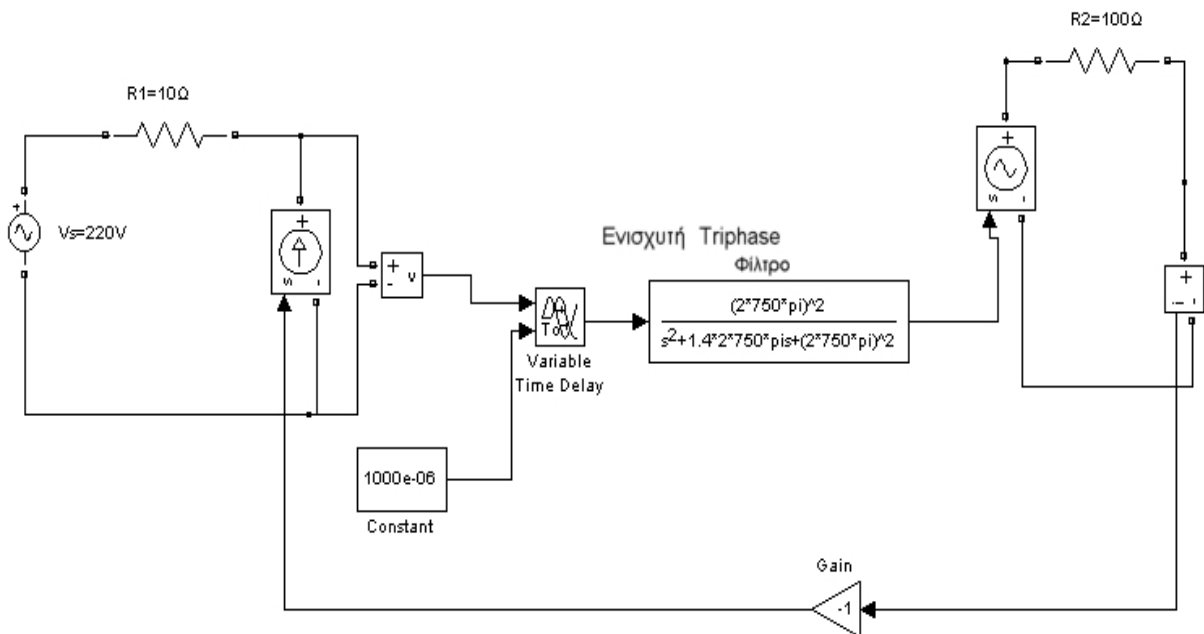 R2=100Ω
R1=10Ω
+
+
s
-
+
Vs=220V
+
s
-
+
-
v
Ενισχυτή Triphase
Φίλτρο
(2*750*pi)^2
s²+1.4*2*750*pis+(2*750*pi)^2
To
Variable
Time Delay
+
i
-
1000e-06
Constant
Gain
-1